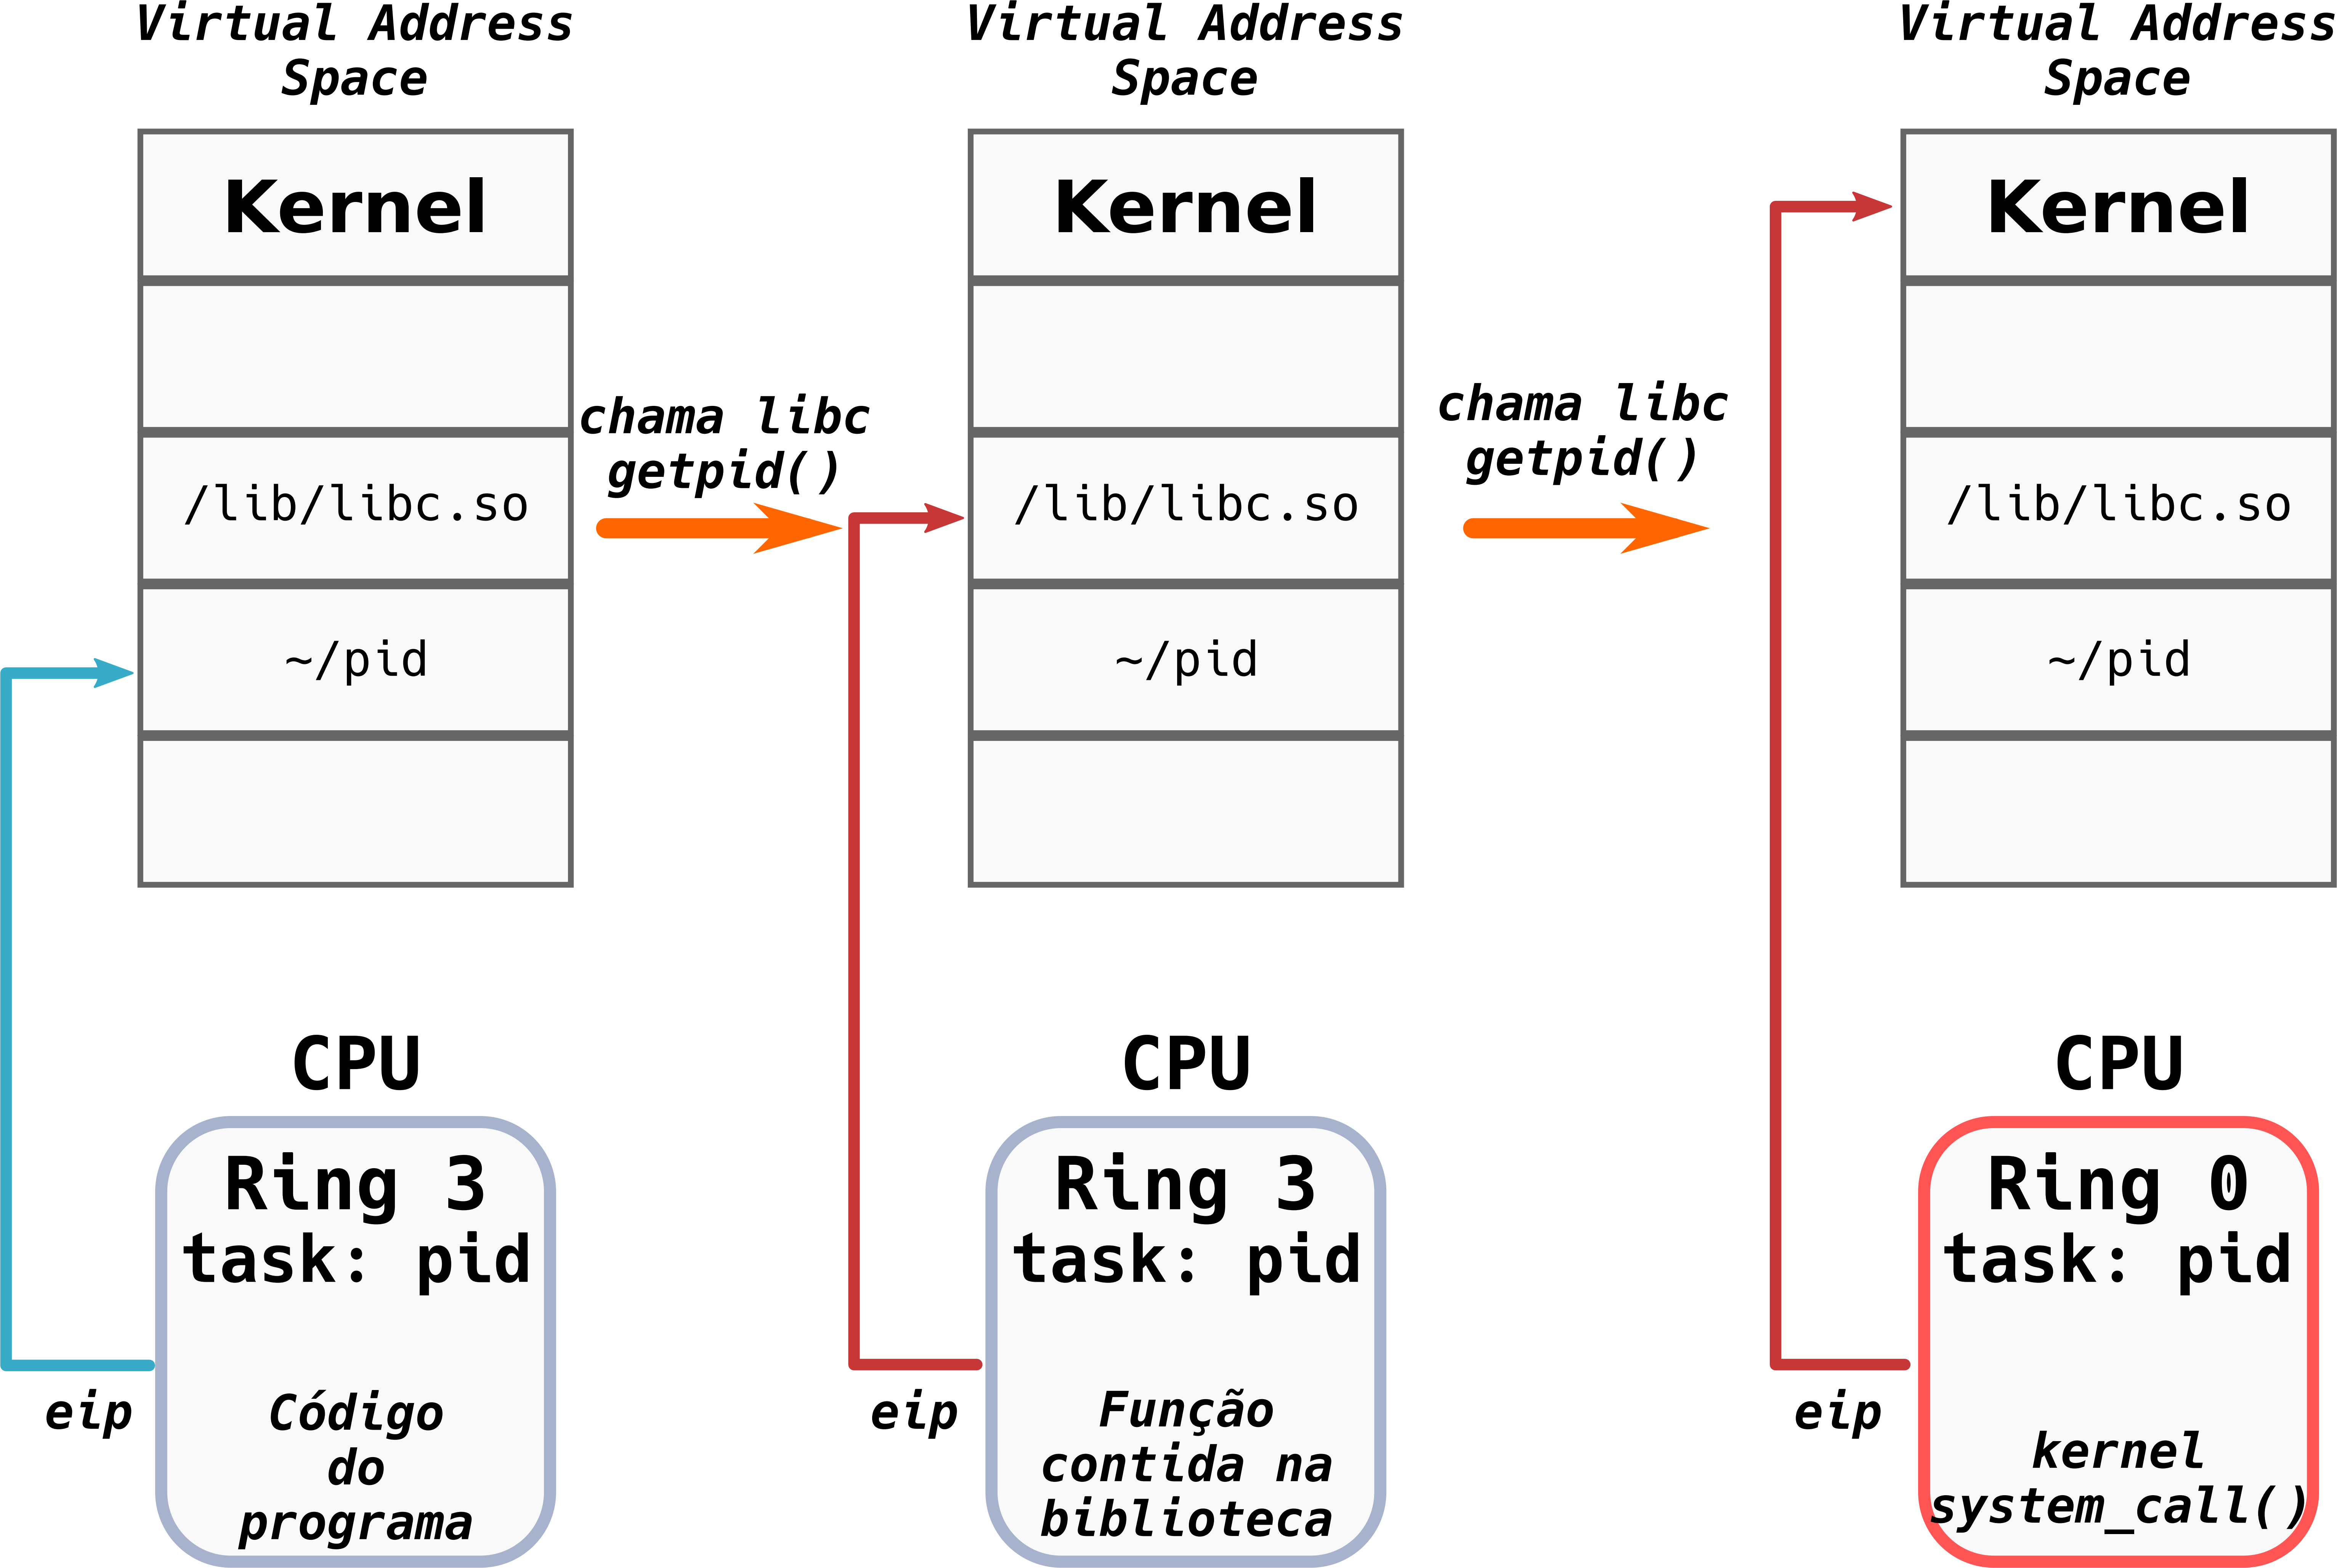 Virtual Address
Space
Kernel
/lib/libc.so
~/pid
CPU
Ring 3
task: pid
eip
Código
do
programa
chama libc
getpid()
Virtual Address
Space
Kernel
/lib/libc.so
~/pid
CPU
Ring 3
task: pid
eip
Função
contida na
biblioteca
chama libc
getpid()
Virtual Address
Space
Kernel
/lib/libc.so
~/pid
CPU
Ring 0
task: pid
eip
kernel
system_call()